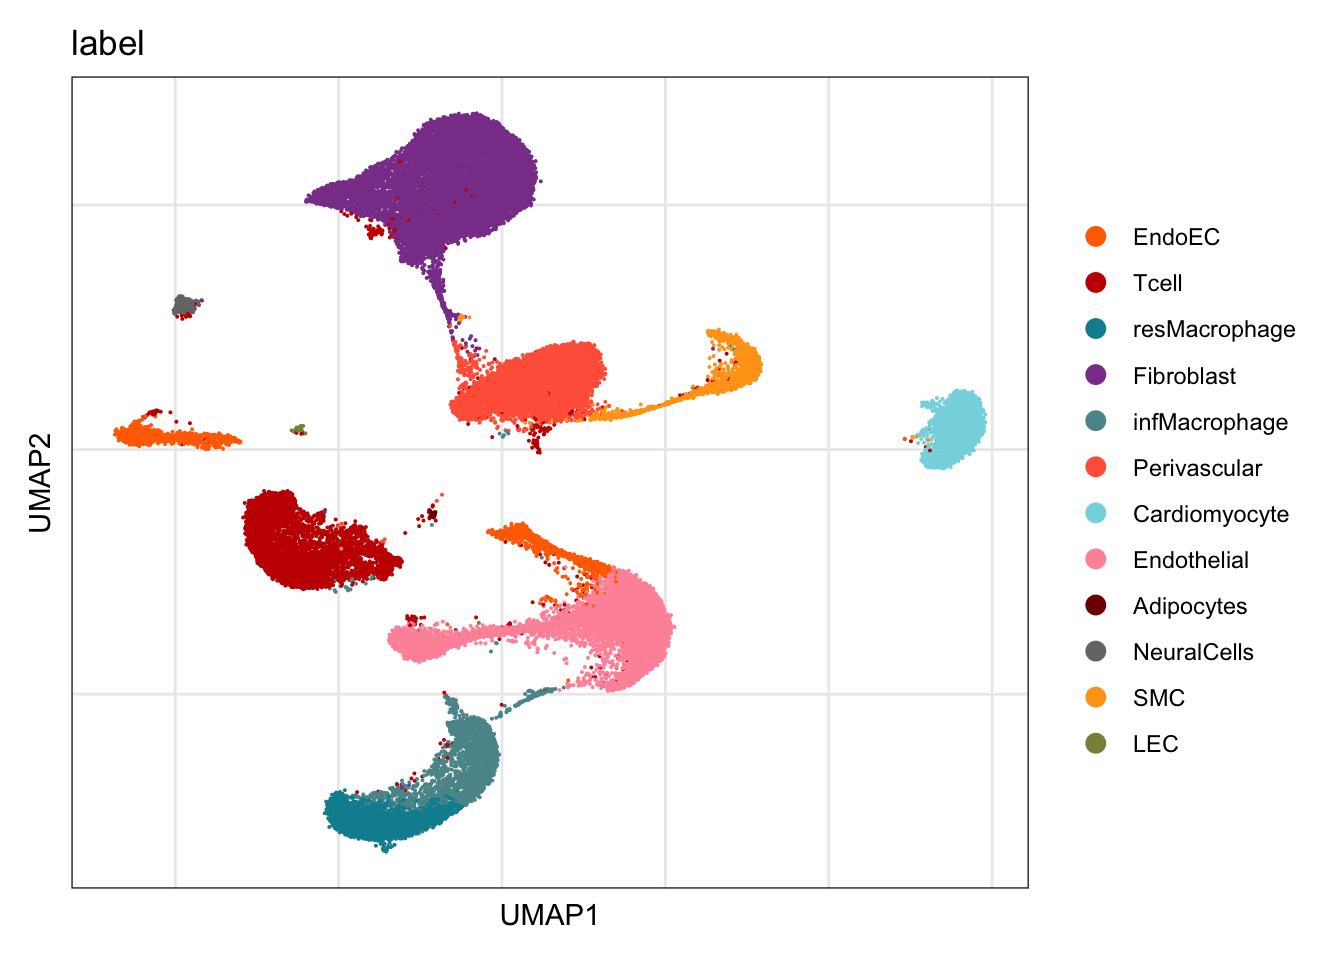 label
UMAP2
UMAP1
EndoEC
Tcell
resMacrophage
Fibroblast
infMacrophage
Perivascular
Cardiomyocyte
Endothelial
Adipocytes
NeuralCells
SMC
LEC